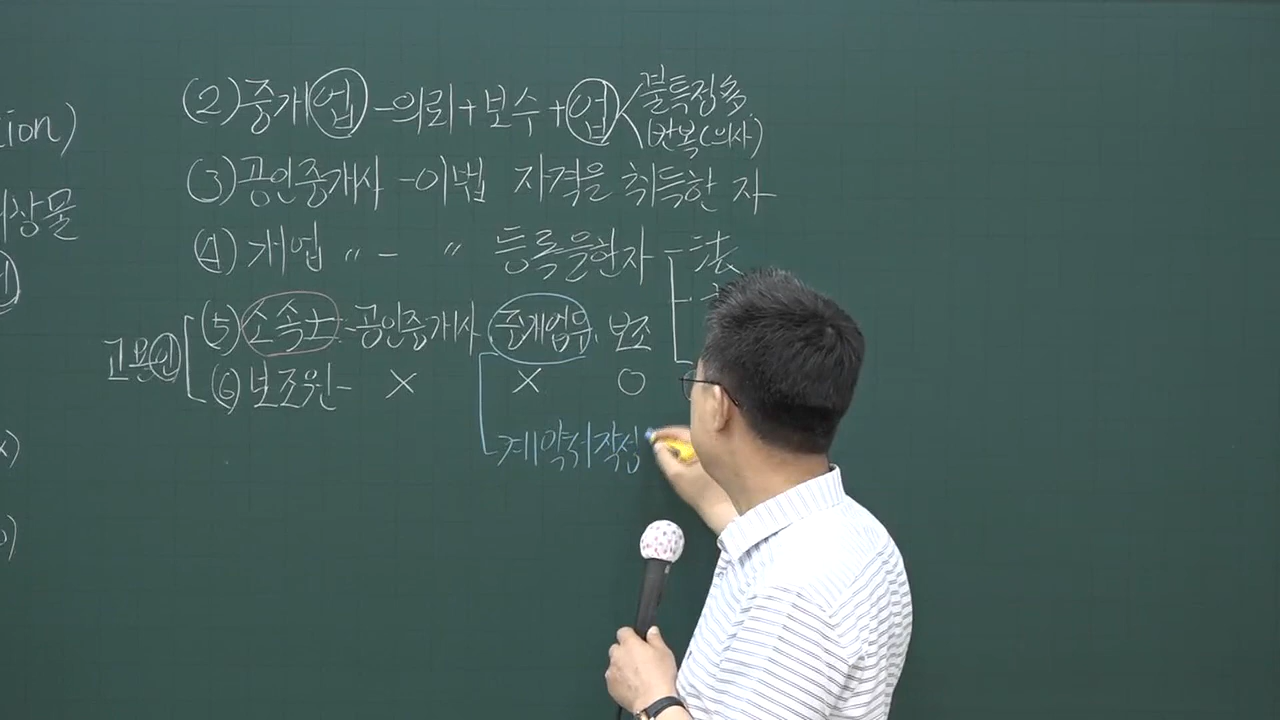 ion)
상물
(2) 중개업 - 의뢰 + 보수 + 업 < 불특정多.
반복(의사)
(3) 공인중개사 - 이법 자격을 취득한 자
(4) 개업 〃 - 〃 등록을한자 - 法
고용인 [ (5) 소속士: 공인중개사 중개업무, 보조
(6) 보조원 - X X O
계약서작성
x)